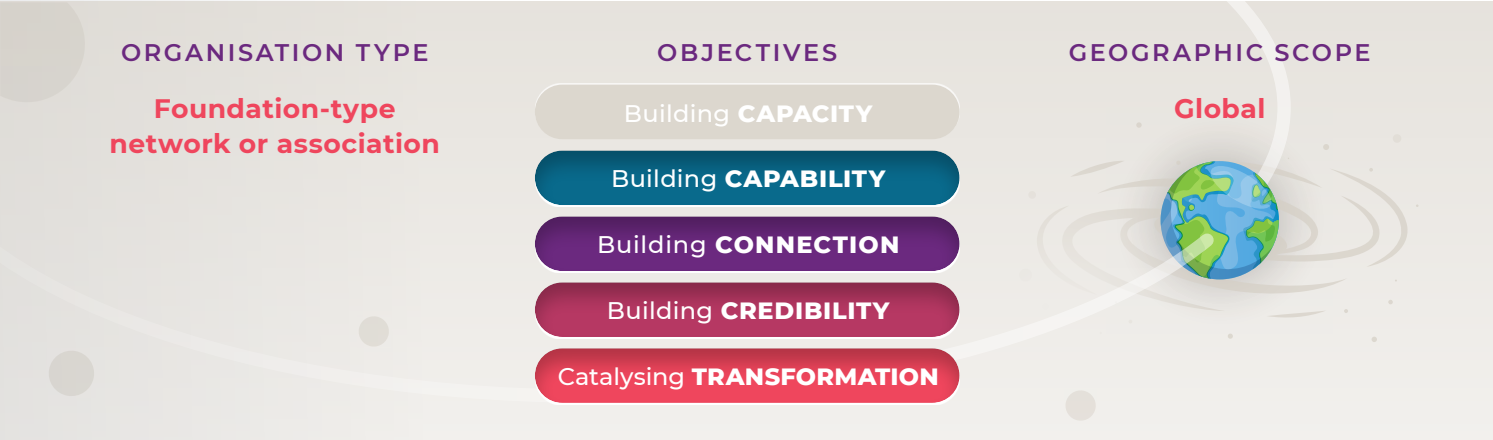 ORGANISATION TYPE
Foundation-type
network or association
OBJECTIVES
Building CAPACITY
Building CAPABILITY
Building CONNECTION
Building CREDIBILITY
Catalysing TRANSFORMATION
GEOGRAPHIC SCOPE
Global